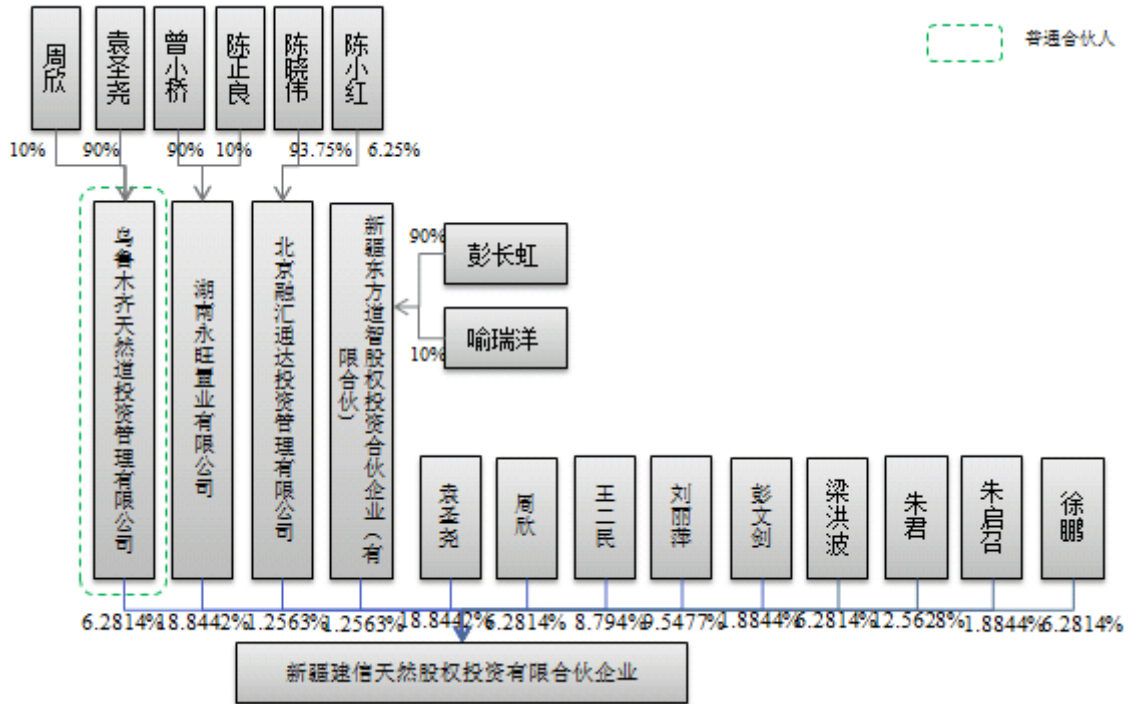 周欣
袁圣尧
曾小桥
陈正良
陈晓伟
陈小红
普通合伙人
10%
90%
90%
10%
93.75%
6.25%
乌鲁木齐天然道投资管理有限公司
湖南永旺置业有限公司
北京融汇通达投资管理有限公司
新疆东方道智股权投资合伙企业（有
限合伙）
90%
彭长虹
10%
喻瑞洋
袁圣尧
周欣
王二民
刘丽萍
彭文剑
梁洪波
朱君
朱启召
徐鹏
6.2814%
18.8442%
1.2563%
1.2563%
18.8442%
6.2814%
8.794%
9.5477%
1.8844%
6.2814%
12.5628%
1.8844%
6.2814%
新疆建信天然股权投资有限合伙企业